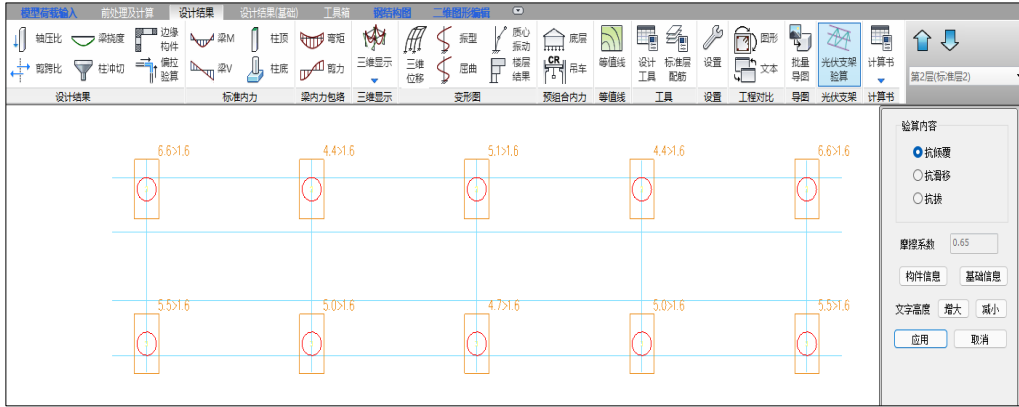 模型荷载输入 前处理及计算 设计结果 设计结果(基础) 工具箱 钢结构图 二维图形编辑
轴压比 梁挠度 边缘构件 梁M 柱顶 弯矩 三维显示 三维位移 振型 质心振动 底层 等值线 设计工具 标准层配筋 设置 图形 批量导图 光伏支架验算 计算书
剪跨比 柱冲切 偏拉验算 梁V 柱底 剪力 屈曲 楼层结果 CR 吊车 文本 第2层(标准层2)
设计结果 标准内力 梁内力包络 三维显示 变形图 预组合内力 等值线 工具 设置 工程对比 导图 光伏支架 计算书
验算内容
抗倾覆
抗滑移
抗拔
摩擦系数 0.65
构件信息 基础信息
文字高度 增大 减小
应用 取消
6.6>1.6 4.4>1.6 5.1>1.6 4.4>1.6 6.6>1.6
5.5>1.6 5.0>1.6 4.7>1.6 5.0>1.6 5.5>1.6